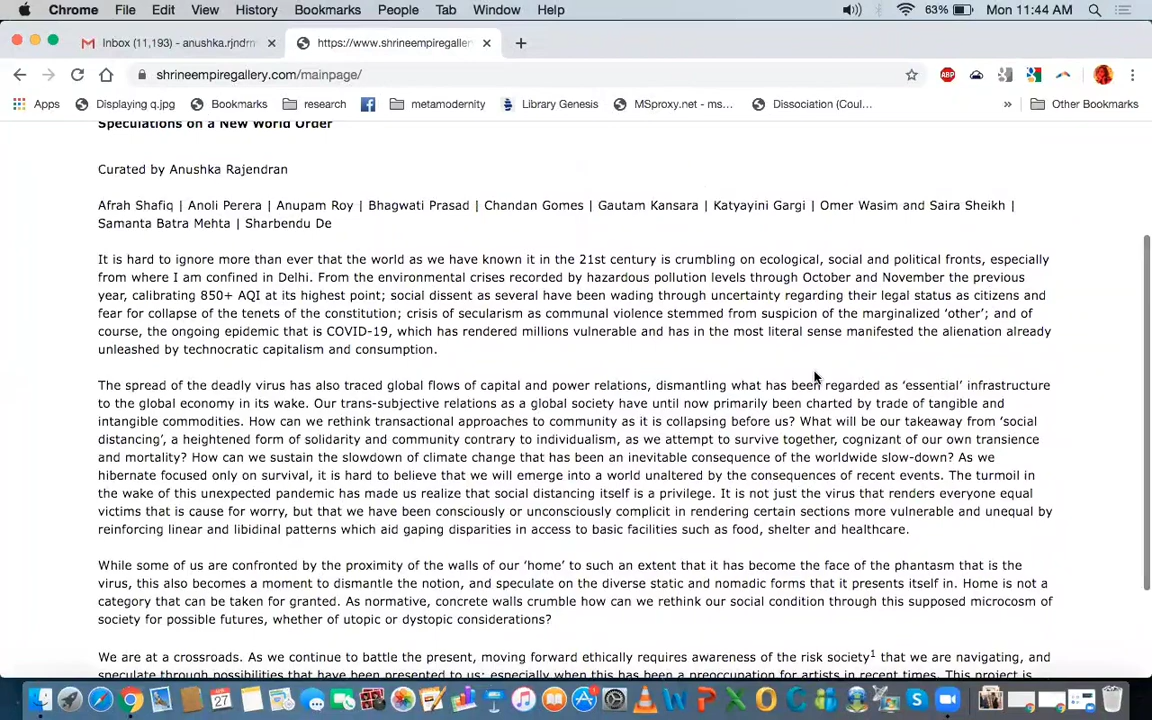 Chrome File Edit View History Bookmarks People Tab Window Help 63% Mon 11:44 AM
Inbox (11,193) - anushka.rjndrn https://www.shrineempiregaller
shrineempiregallery.com/mainpage/ ABP
Apps Displaying q.jpg Bookmarks research metamodernity Library Genesis MSproxy.net - ms... Dissociation (Coul... » Other Bookmarks
Speculations on a New World Order
Curated by Anushka Rajendran
Afrah Shafiq | Anoli Perera | Anupam Roy | Bhagwati Prasad | Chandan Gomes | Gautam Kansara | Katyayini Gargi | Omer Wasim and Saira Sheikh |
Samanta Batra Mehta | Sharbendu De
It is hard to ignore more than ever that the world as we have known it in the 21st century is crumbling on ecological, social and political fronts, especially
from where I am confined in Delhi. From the environmental crises recorded by hazardous pollution levels through October and November the previous
year, calibrating 850+ AQI at its highest point; social dissent as several have been wading through uncertainty regarding their legal status as citizens and
fear for collapse of the tenets of the constitution; crisis of secularism as communal violence stemmed from suspicion of the marginalized ‘other’; and of
course, the ongoing epidemic that is COVID-19, which has rendered millions vulnerable and has in the most literal sense manifested the alienation already
unleashed by technocratic capitalism and consumption.
The spread of the deadly virus has also traced global flows of capital and power relations, dismantling what has been regarded as ‘essential’ infrastructure
to the global economy in its wake. Our trans-subjective relations as a global society have until now primarily been charted by trade of tangible and
intangible commodities. How can we rethink transactional approaches to community as it is collapsing before us? What will be our takeaway from ‘social
distancing’, a heightened form of solidarity and community contrary to individualism, as we attempt to survive together, cognizant of our own transience
and mortality? How can we sustain the slowdown of climate change that has been an inevitable consequence of the worldwide slow-down? As we
hibernate focused only on survival, it is hard to believe that we will emerge into a world unaltered by the consequences of recent events. The turmoil in
the wake of this unexpected pandemic has made us realize that social distancing itself is a privilege. It is not just the virus that renders everyone equal
victims that is cause for worry, but that we have been consciously or unconsciously complicit in rendering certain sections more vulnerable and unequal by
reinforcing linear and libidinal patterns which aid gaping disparities in access to basic facilities such as food, shelter and healthcare.
While some of us are confronted by the proximity of the walls of our ‘home’ to such an extent that it has become the face of the phantasm that is the
virus, this also becomes a moment to dismantle the notion, and speculate on the diverse static and nomadic forms that it presents itself in. Home is not a
category that can be taken for granted. As normative, concrete walls crumble how can we rethink our social condition through this supposed microcosm of
society for possible futures, whether of utopic or dystopic considerations?
We are at a crossroads. As we continue to battle the present, moving forward ethically requires awareness of the risk society¹ that we are navigating, and
speculate through possibilities that have been presented to us; especially when this has been a preoccupation for artists in recent times. This project is